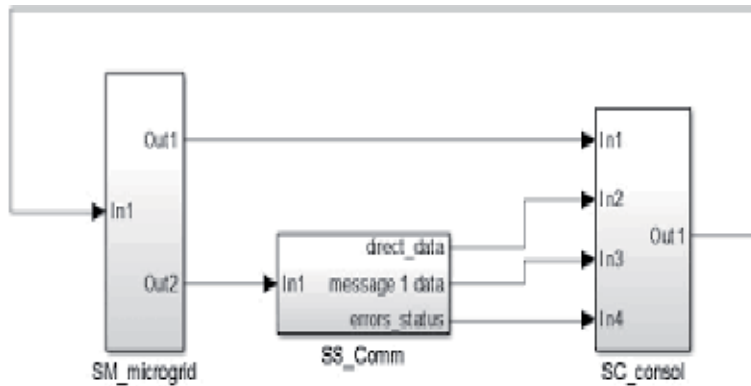 Out1
In1
Out2
SM_microgrid
In1
direct_data
message 1 data
errors_status
SS_Comm
In1
In2
In3
In4
Out1
SC_consol